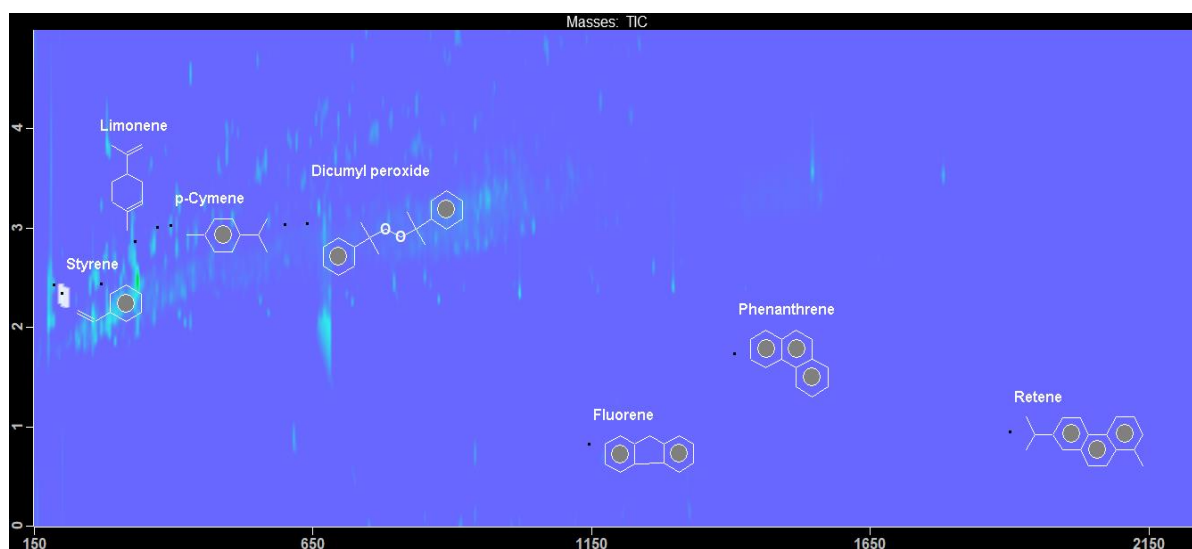 Masses: TIC
4
Limonene
Dicumyl peroxide
p-Cymene
3
O
O
Styrene
2
Phenanthrene
1
Fluorene
Retene
0
150 650 1150 1650 2150